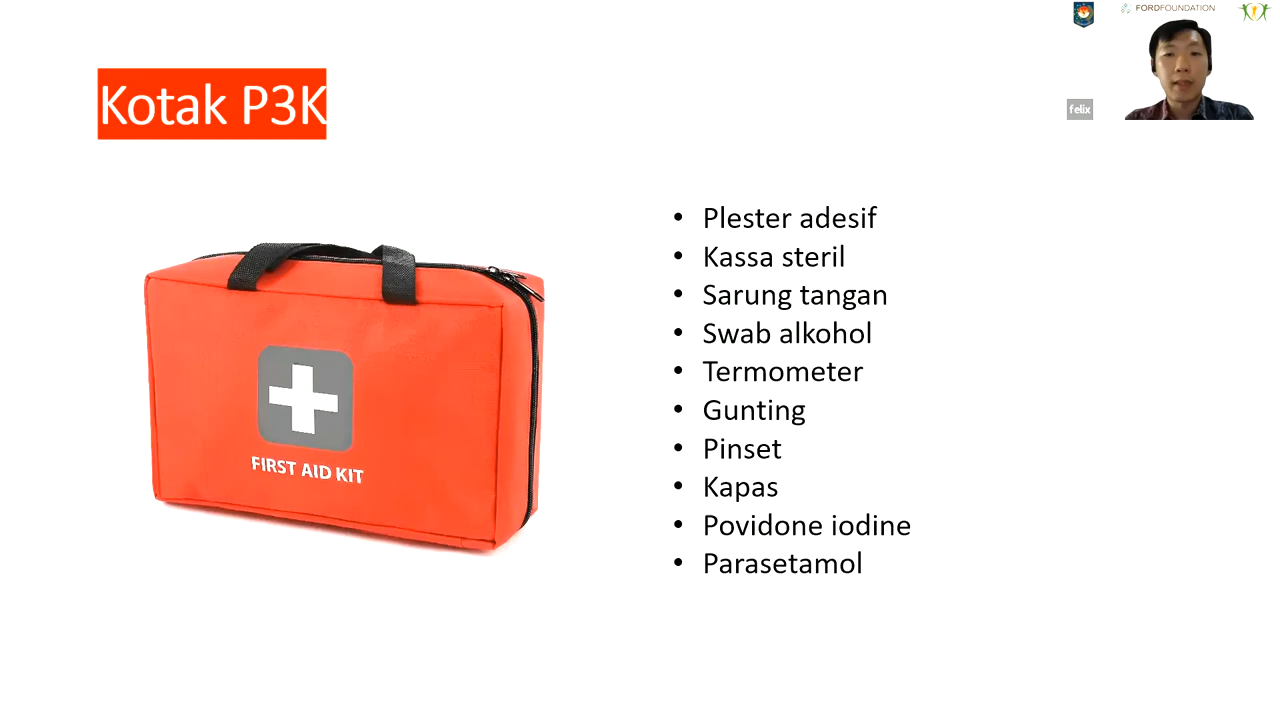 FORDFOUNDATION
Kotak P3K
felix
FIRST AID KIT
• Plester adesif
• Kassa steril
• Sarung tangan
• Swab alkohol
• Termometer
• Gunting
• Pinset
• Kapas
• Povidone iodine
• Parasetamol